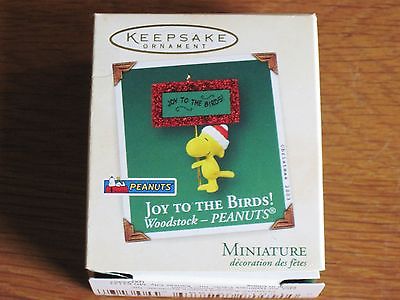 KEEPSAKE
ORNAMENT
JOY TO THE BIRDS!
PEANUTS
JOY TO THE BIRDS!
Woodstock – PEANUTS®
MINIATURE
décoration des fêtes